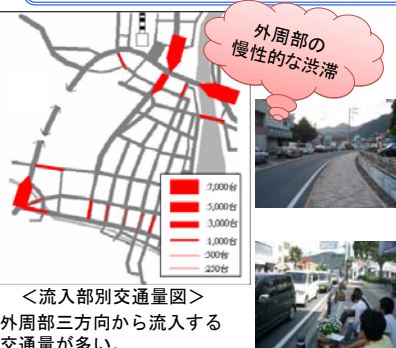 外周部の
慢性的な渋滞
7,000台
5,000台
3,000台
1,000台
500台
250台
＜流入部別交通量図＞
外周部三方向から流入する
交通量が多い。